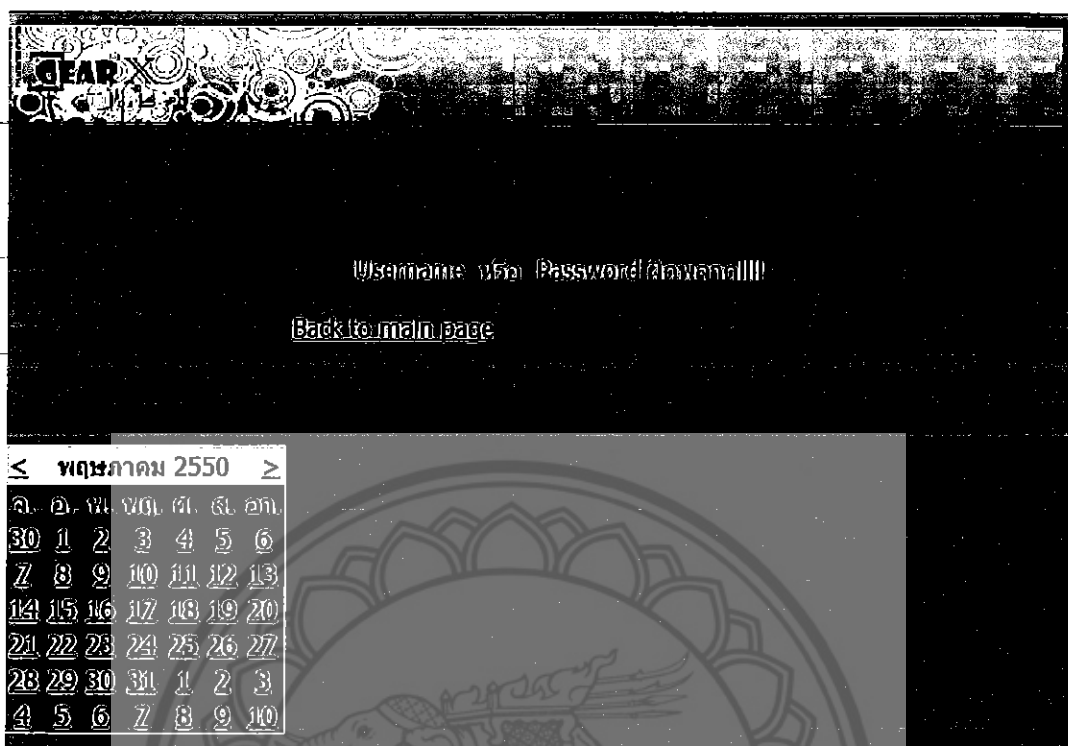 GEAR X
Username หรือ Password ผิดพลาด!!!!
Back to main page
< พฤษภาคม 2550 >
จ. อ. พ. พฤ. ศ. ส. อา.
30 1 2 3 4 5 6
7 8 9 10 11 12 13
14 15 16 17 18 19 20
21 22 23 24 25 26 27
28 29 30 31 1 2 3
4 5 6 7 8 9 10